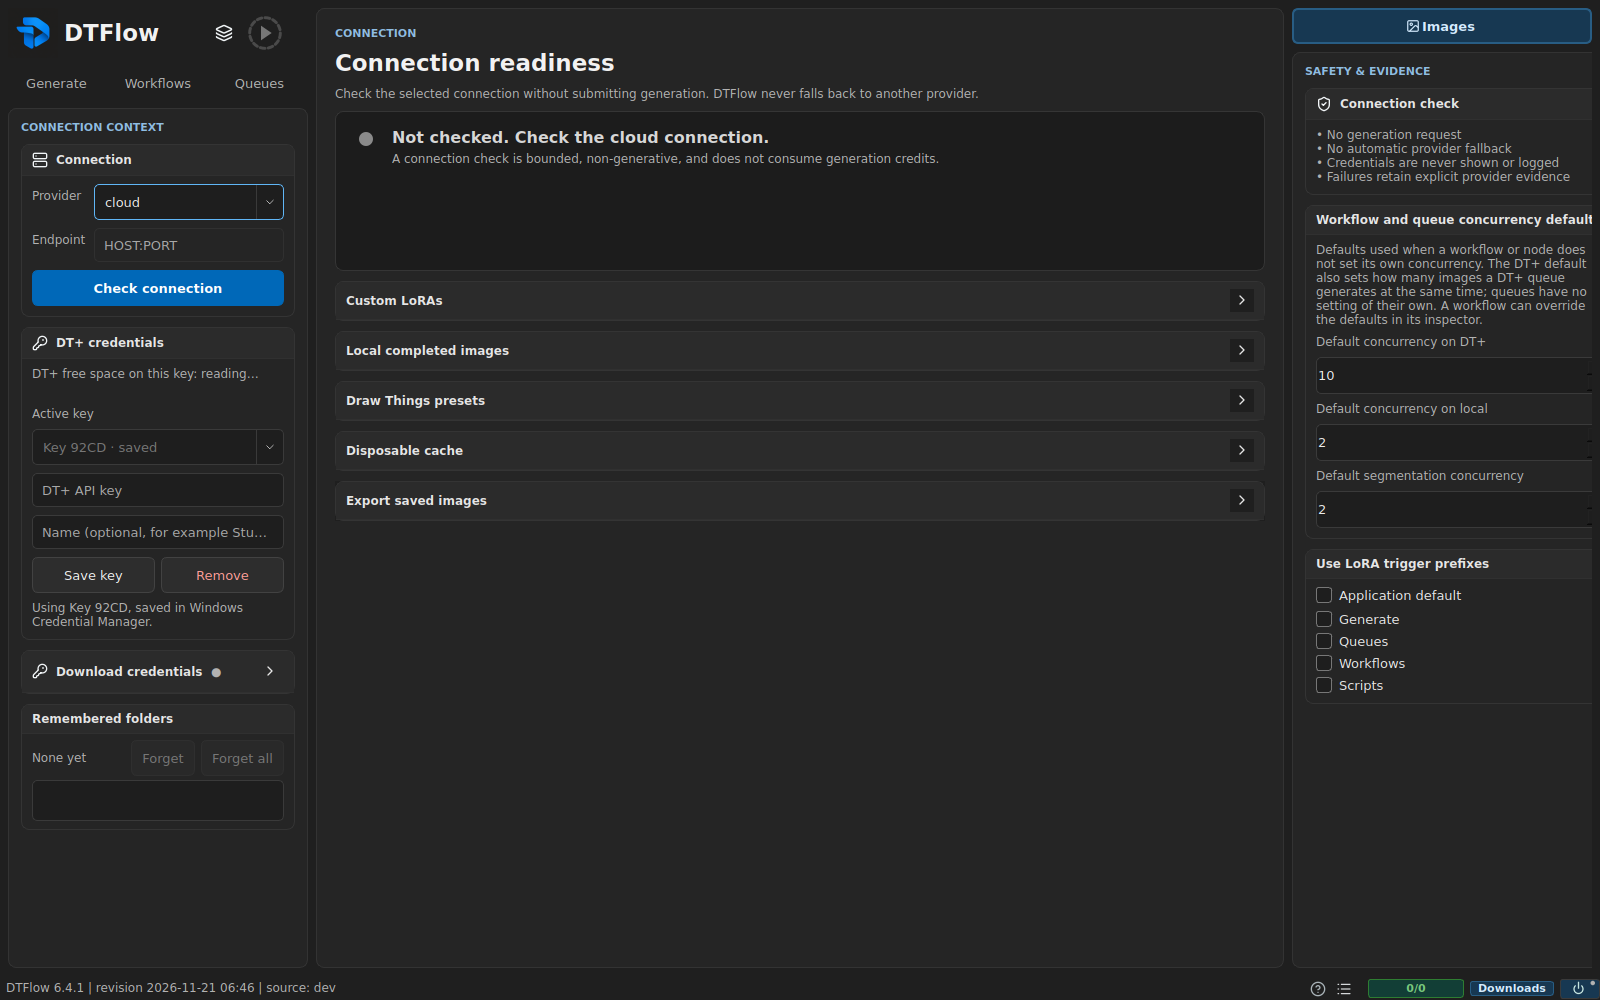 DTFlow
Generate Workflows Queues
CONNECTION CONTEXT
Connection
Provider
cloud
Endpoint
HOST:PORT
Check connection
DT+ credentials
DT+ free space on this key: reading...
Active key
Key 92CD · saved
DT+ API key
Name (optional, for example Stu...
Save key Remove
Using Key 92CD, saved in Windows
Credential Manager.
Download credentials
Remembered folders
None yet Forget Forget all
CONNECTION
Connection readiness
Check the selected connection without submitting generation. DTFlow never falls back to another provider.
Not checked. Check the cloud connection.
A connection check is bounded, non-generative, and does not consume generation credits.
Custom LoRAs
Local completed images
Draw Things presets
Disposable cache
Export saved images
Images
SAFETY & EVIDENCE
Connection check
• No generation request
• No automatic provider fallback
• Credentials are never shown or logged
• Failures retain explicit provider evidence
Workflow and queue concurrency default
Defaults used when a workflow or node does
not set its own concurrency. The DT+ default
also sets how many images a DT+ queue
generates at the same time; queues have no
setting of their own. A workflow can override
the defaults in its inspector.
Default concurrency on DT+
10
Default concurrency on local
2
Default segmentation concurrency
2
Use LoRA trigger prefixes
Application default
Generate
Queues
Workflows
Scripts
DTFlow 6.4.1 | revision 2026-11-21 06:46 | source: dev
0/0
Downloads